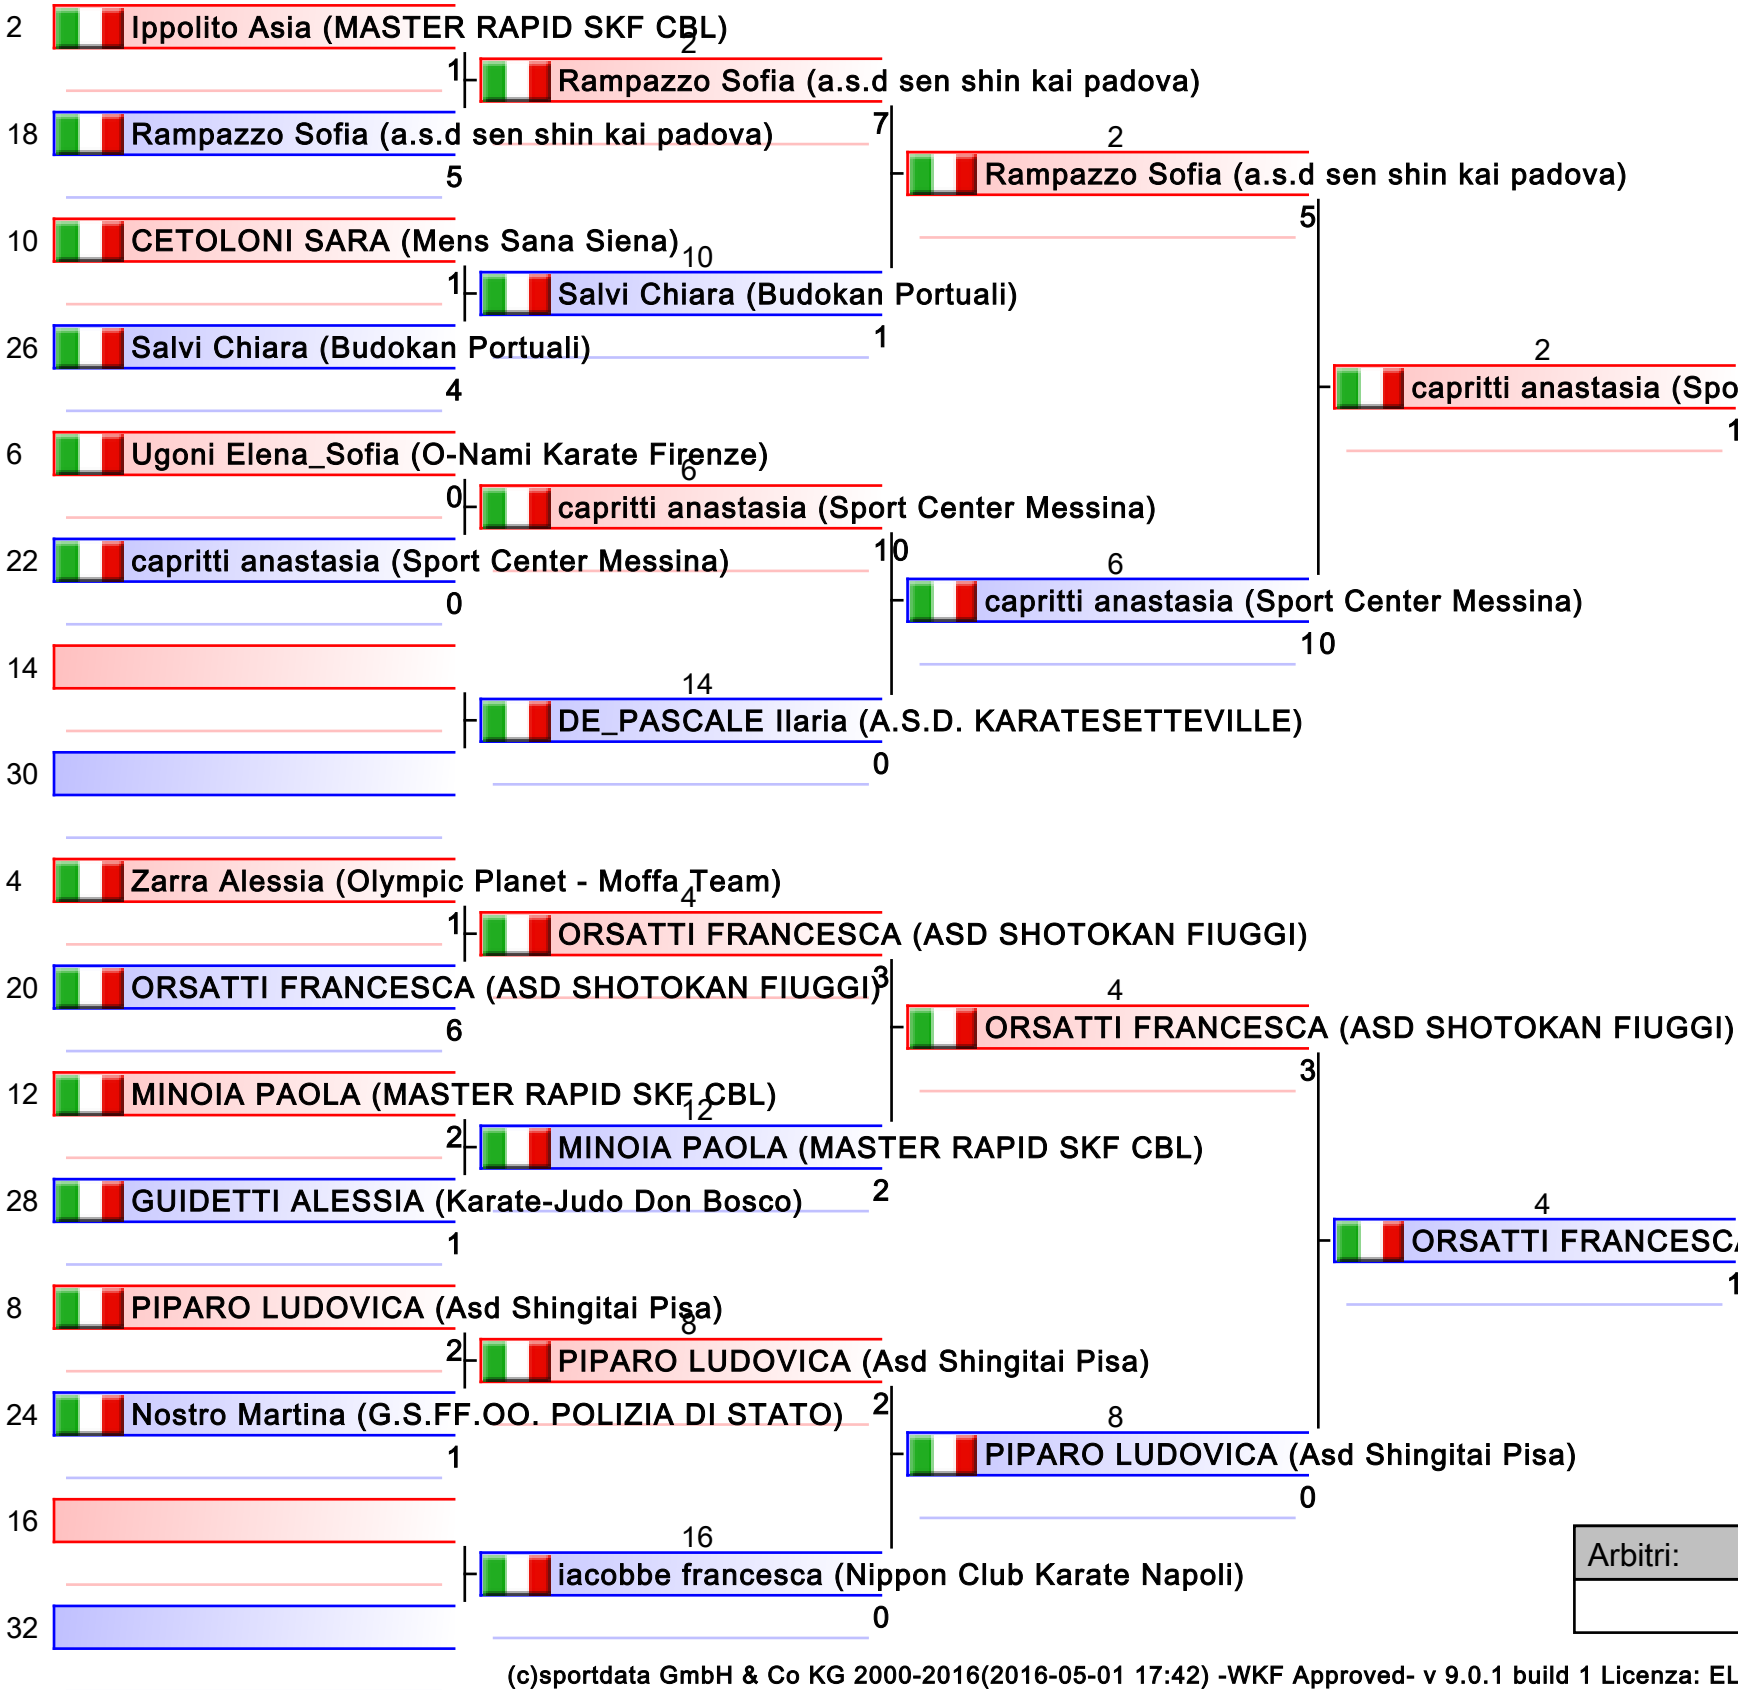 2 Ippolito Asia (MASTER RAPID SKF CBL)
1
18 Rampazzo Sofia (a.s.d sen shin kai padova)
5
10 CETOLONI SARA (Mens Sana Siena)
1
26 Salvi Chiara (Budokan Portuali)
4
6 Ugoni Elena_Sofia (O-Nami Karate Firenze)
0
22 capritti anastasia (Sport Center Messina)
0
14
30
4 Zarra Alessia (Olympic Planet - Moffa Team)
1
20 ORSATTI FRANCESCA (ASD SHOTOKAN FIUGGI)
6
12 MINOIA PAOLA (MASTER RAPID SKF CBL)
2
28 GUIDETTI ALESSIA (Karate-Judo Don Bosco)
1
8 PIPARO LUDOVICA (Asd Shingitai Pisa)
2
24 Nostro Martina (G.S.FF.OO. POLIZIA DI STATO)
1
16
32
2
Rampazzo Sofia (a.s.d sen shin kai padova)
7
10
Salvi Chiara (Budokan Portuali)
1
6
capritti anastasia (Sport Center Messina)
10
14
DE_PASCALE Ilaria (A.S.D. KARATESETTEVILLE)
0
4
ORSATTI FRANCESCA (ASD SHOTOKAN FIUGGI)
3
12
MINOIA PAOLA (MASTER RAPID SKF CBL)
2
8
PIPARO LUDOVICA (Asd Shingitai Pisa)
2
16
iacobbe francesca (Nippon Club Karate Napoli)
0
2
Rampazzo Sofia (a.s.d sen shin kai padova)
5
6
capritti anastasia (Sport Center Messina)
10
4
ORSATTI FRANCESCA (ASD SHOTOKAN FIUGGI)
3
8
PIPARO LUDOVICA (Asd Shingitai Pisa)
0
2
capritti anastasia (Spo
1
4
ORSATTI FRANCESCA
1
Arbitri:
(c)sportdata GmbH & Co KG 2000-2016(2016-05-01 17:42) -WKF Approved- v 9.0.1 build 1 Licenza: EL